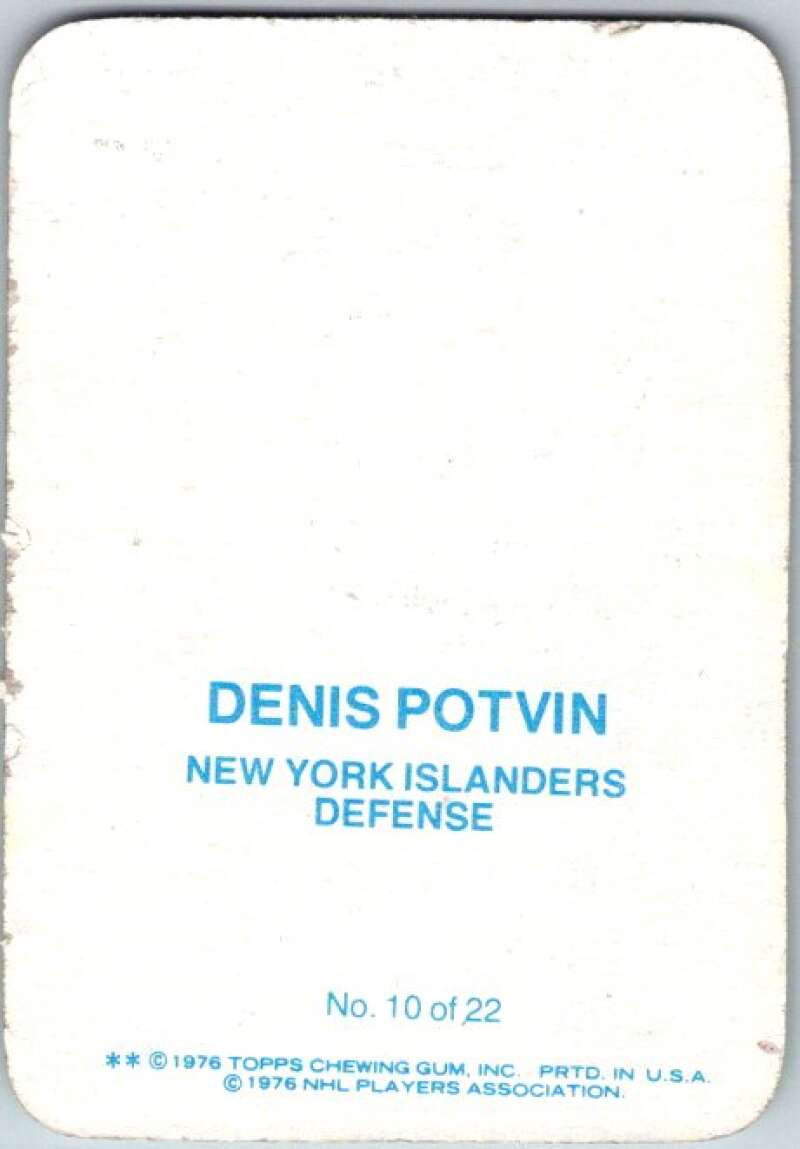 DENIS POTVIN
NEW YORK ISLANDERS
DEFENSE
No. 10 of 22
** © 1976 TOPPS CHEWING GUM, INC. PRTD. IN U.S.A.
© 1976 NHL PLAYERS ASSOCIATION.